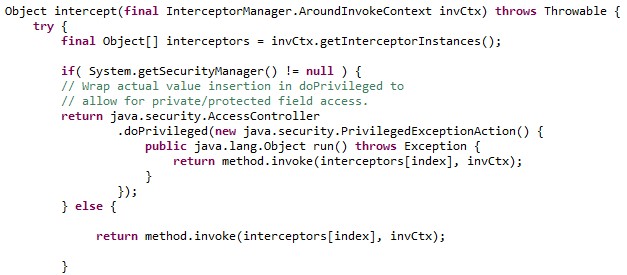 Object intercept(final InterceptorManager.AroundInvokeContext invCtx) throws Throwable {
    try {
        final Object[] interceptors = invCtx.getInterceptorInstances();

        if( System.getSecurityManager() != null ) {
        // Wrap actual value insertion in doPrivileged to
        // allow for private/protected field access.
        return java.security.AccessController
            .doPrivileged(new java.security.PrivilegedExceptionAction() {
                public java.lang.Object run() throws Exception {
                    return method.invoke(interceptors[index], invCtx);
                }
            });
        } else {

            return method.invoke(interceptors[index], invCtx);

        }